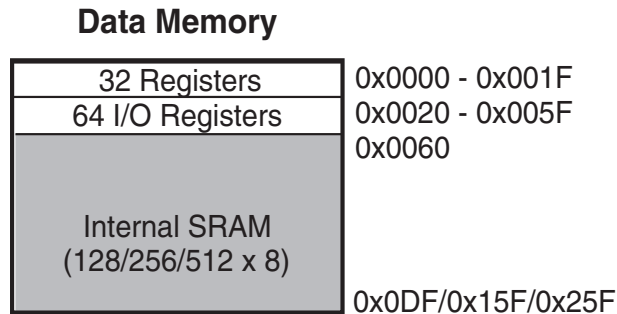 Data Memory
32 Registers 0x0000 - 0x001F
64 I/O Registers 0x0020 - 0x005F
0x0060
Internal SRAM
(128/256/512 x 8)
0x0DF/0x15F/0x25F